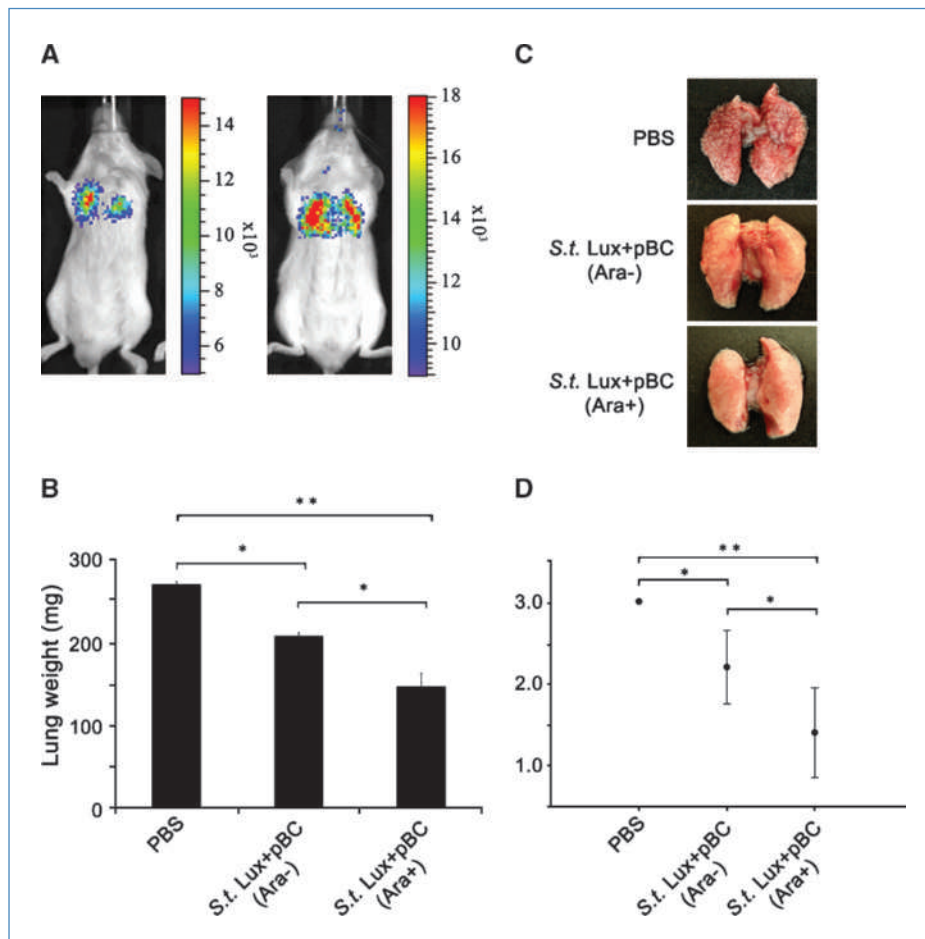 A
14
12
10
8
6
x10³
18
16
14
12
10
x10³
C
PBS
S.t. Lux+pBC
(Ara-)
S.t. Lux+pBC
(Ara+)
B
**
*
*
Lung weight (mg)
300
200
100
0
PBS
S.t. Lux+pBC
(Ara-)
S.t. Lux+pBC
(Ara+)
D
**
*
*
3.0
2.0
1.0
PBS
S.t. Lux+pBC
(Ara-)
S.t. Lux+pBC
(Ara+)